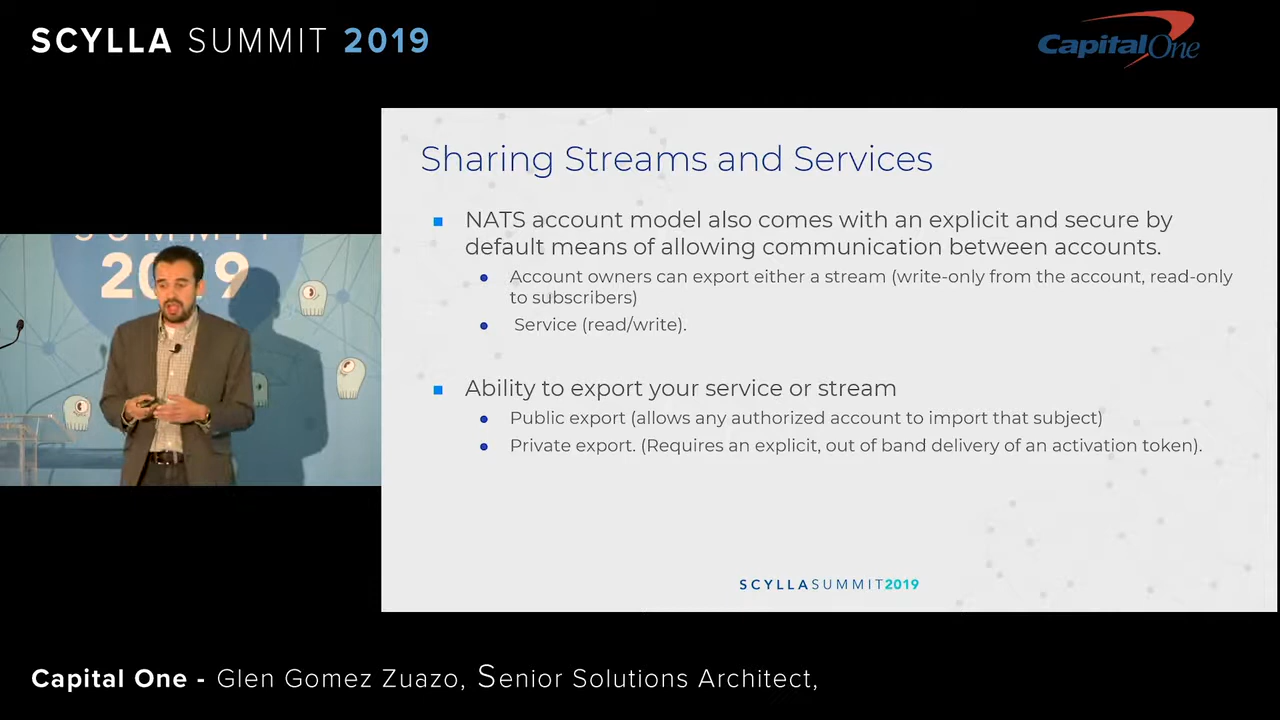 SCYLLA SUMMIT 2019
CapitalOne
Sharing Streams and Services
NATS account model also comes with an explicit and secure by
default means of allowing communication between accounts.
Account owners can export either a stream (write-only from the account, read-only
to subscribers)
Service (read/write).
Ability to export your service or stream
Public export (allows any authorized account to import that subject)
Private export. (Requires an explicit, out of band delivery of an activation token).
SCYLLASUMMIT2019
SUMMIT
2019
Capital One - Glen Gomez Zuazo, Senior Solutions Architect,